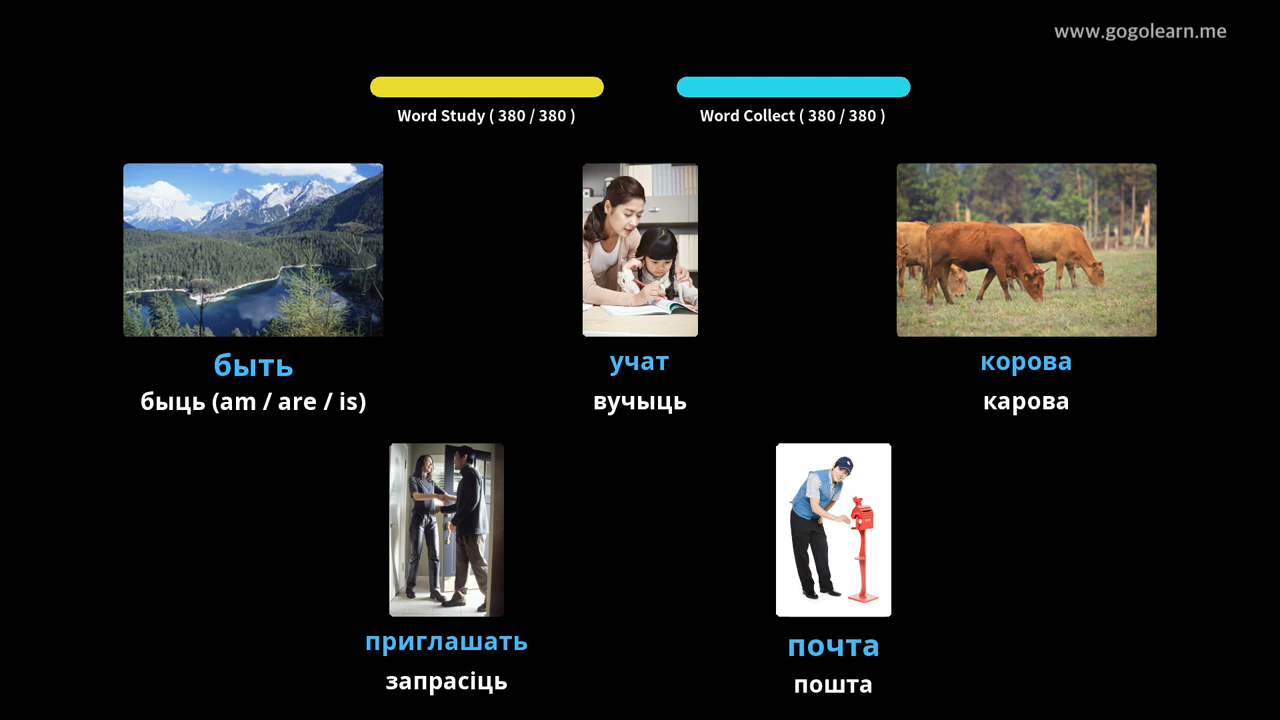 www.gogolearn.me
Word Study ( 380 / 380 )
Word Collect ( 380 / 380 )
быть
быць (am / are / is)
учат
вучыць
корова
карова
приглашать
запрасіць
почта
пошта